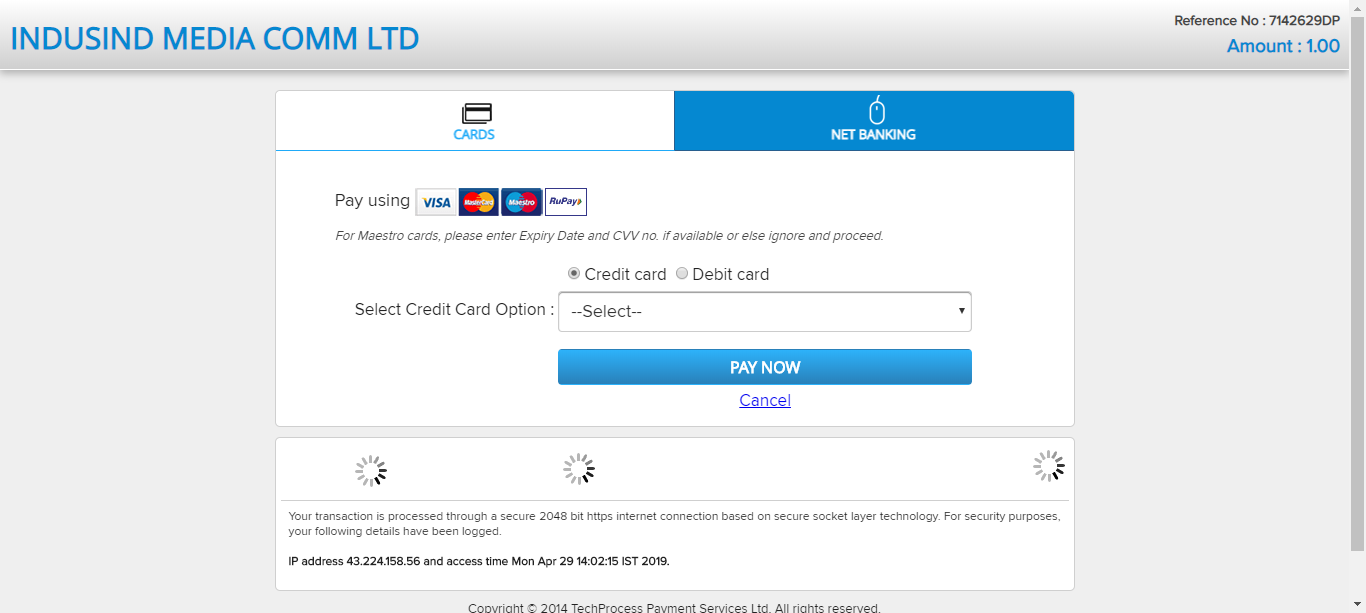 INDUSIND MEDIA COMM LTD
Reference No : 7142629DP
Amount : 1.00
CARDS
NET BANKING
Pay using VISA MasterCard Maestro RuPay
For Maestro cards, please enter Expiry Date and CVV no. if available or else ignore and proceed.
Credit card Debit card
Select Credit Card Option : --Select--
PAY NOW
Cancel
Your transaction is processed through a secure 2048 bit https internet connection based on secure socket layer technology. For security purposes,
your following details have been logged.
IP address 43.224.158.56 and access time Mon Apr 29 14:02:15 IST 2019.
Copyright © 2014 TechProcess Payment Services Ltd. All rights reserved.